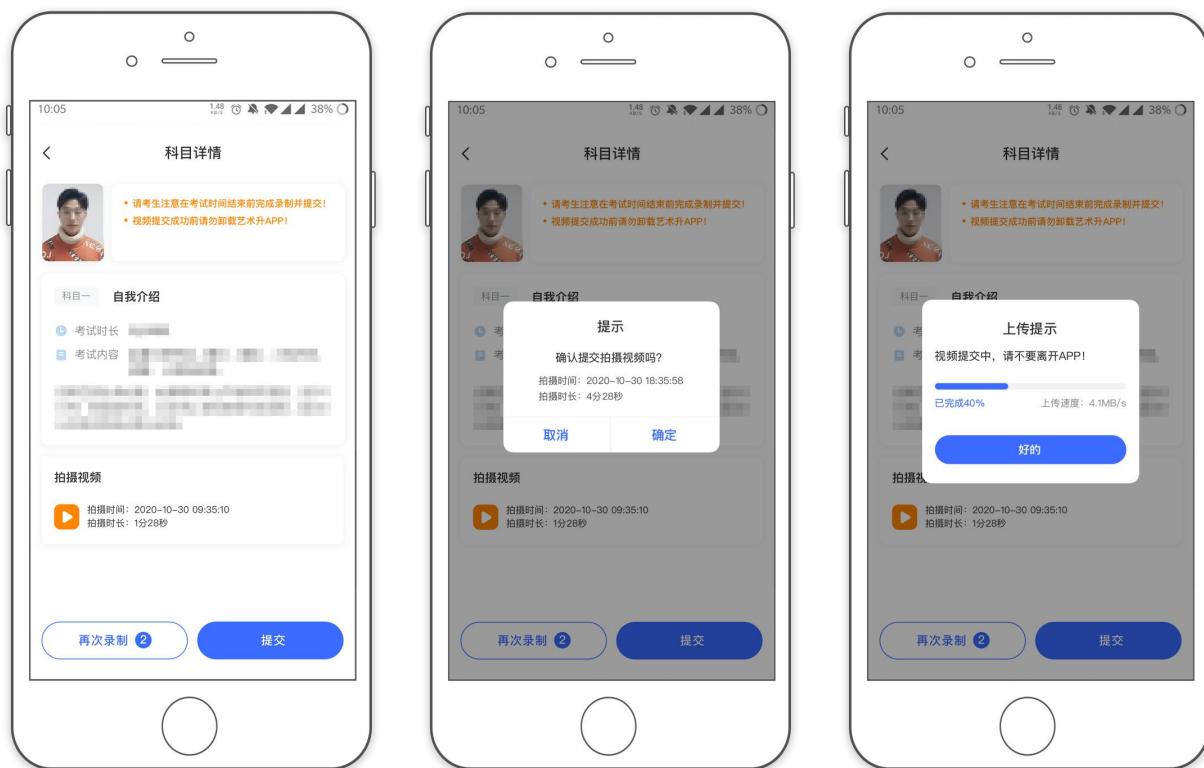 10:05
1.48 KB/S
38%
科目详情
• 请考生注意在考试时间结束前完成录制并提交!
• 视频提交成功前请勿卸载艺术升APP!
科目一 自我介绍
考试时长
考试内容
拍摄视频
拍摄时间：2020-10-30 09:35:10
拍摄时长：1分28秒
再次录制 2
提交
10:05
1.48 KB/S
38%
科目详情
• 请考生注意在考试时间结束前完成录制并提交!
• 视频提交成功前请勿卸载艺术升APP!
科目一 自我介绍
考
考
提示
确认提交拍摄视频吗?
拍摄时间：2020-10-30 18:35:58
拍摄时长：4分28秒
取消
确定
拍摄视频
拍摄时间：2020-10-30 09:35:10
拍摄时长：1分28秒
再次录制 2
提交
10:05
1.48 KB/S
38%
科目详情
• 请考生注意在考试时间结束前完成录制并提交!
• 视频提交成功前请勿卸载艺术升APP!
科目一 自我介绍
考
考
上传提示
视频提交中，请不要离开APP!
已完成40%
上传速度：4.1MB/s
好的
拍摄视
拍摄时间：2020-10-30 09:35:10
拍摄时长：1分28秒
再次录制 2
提交